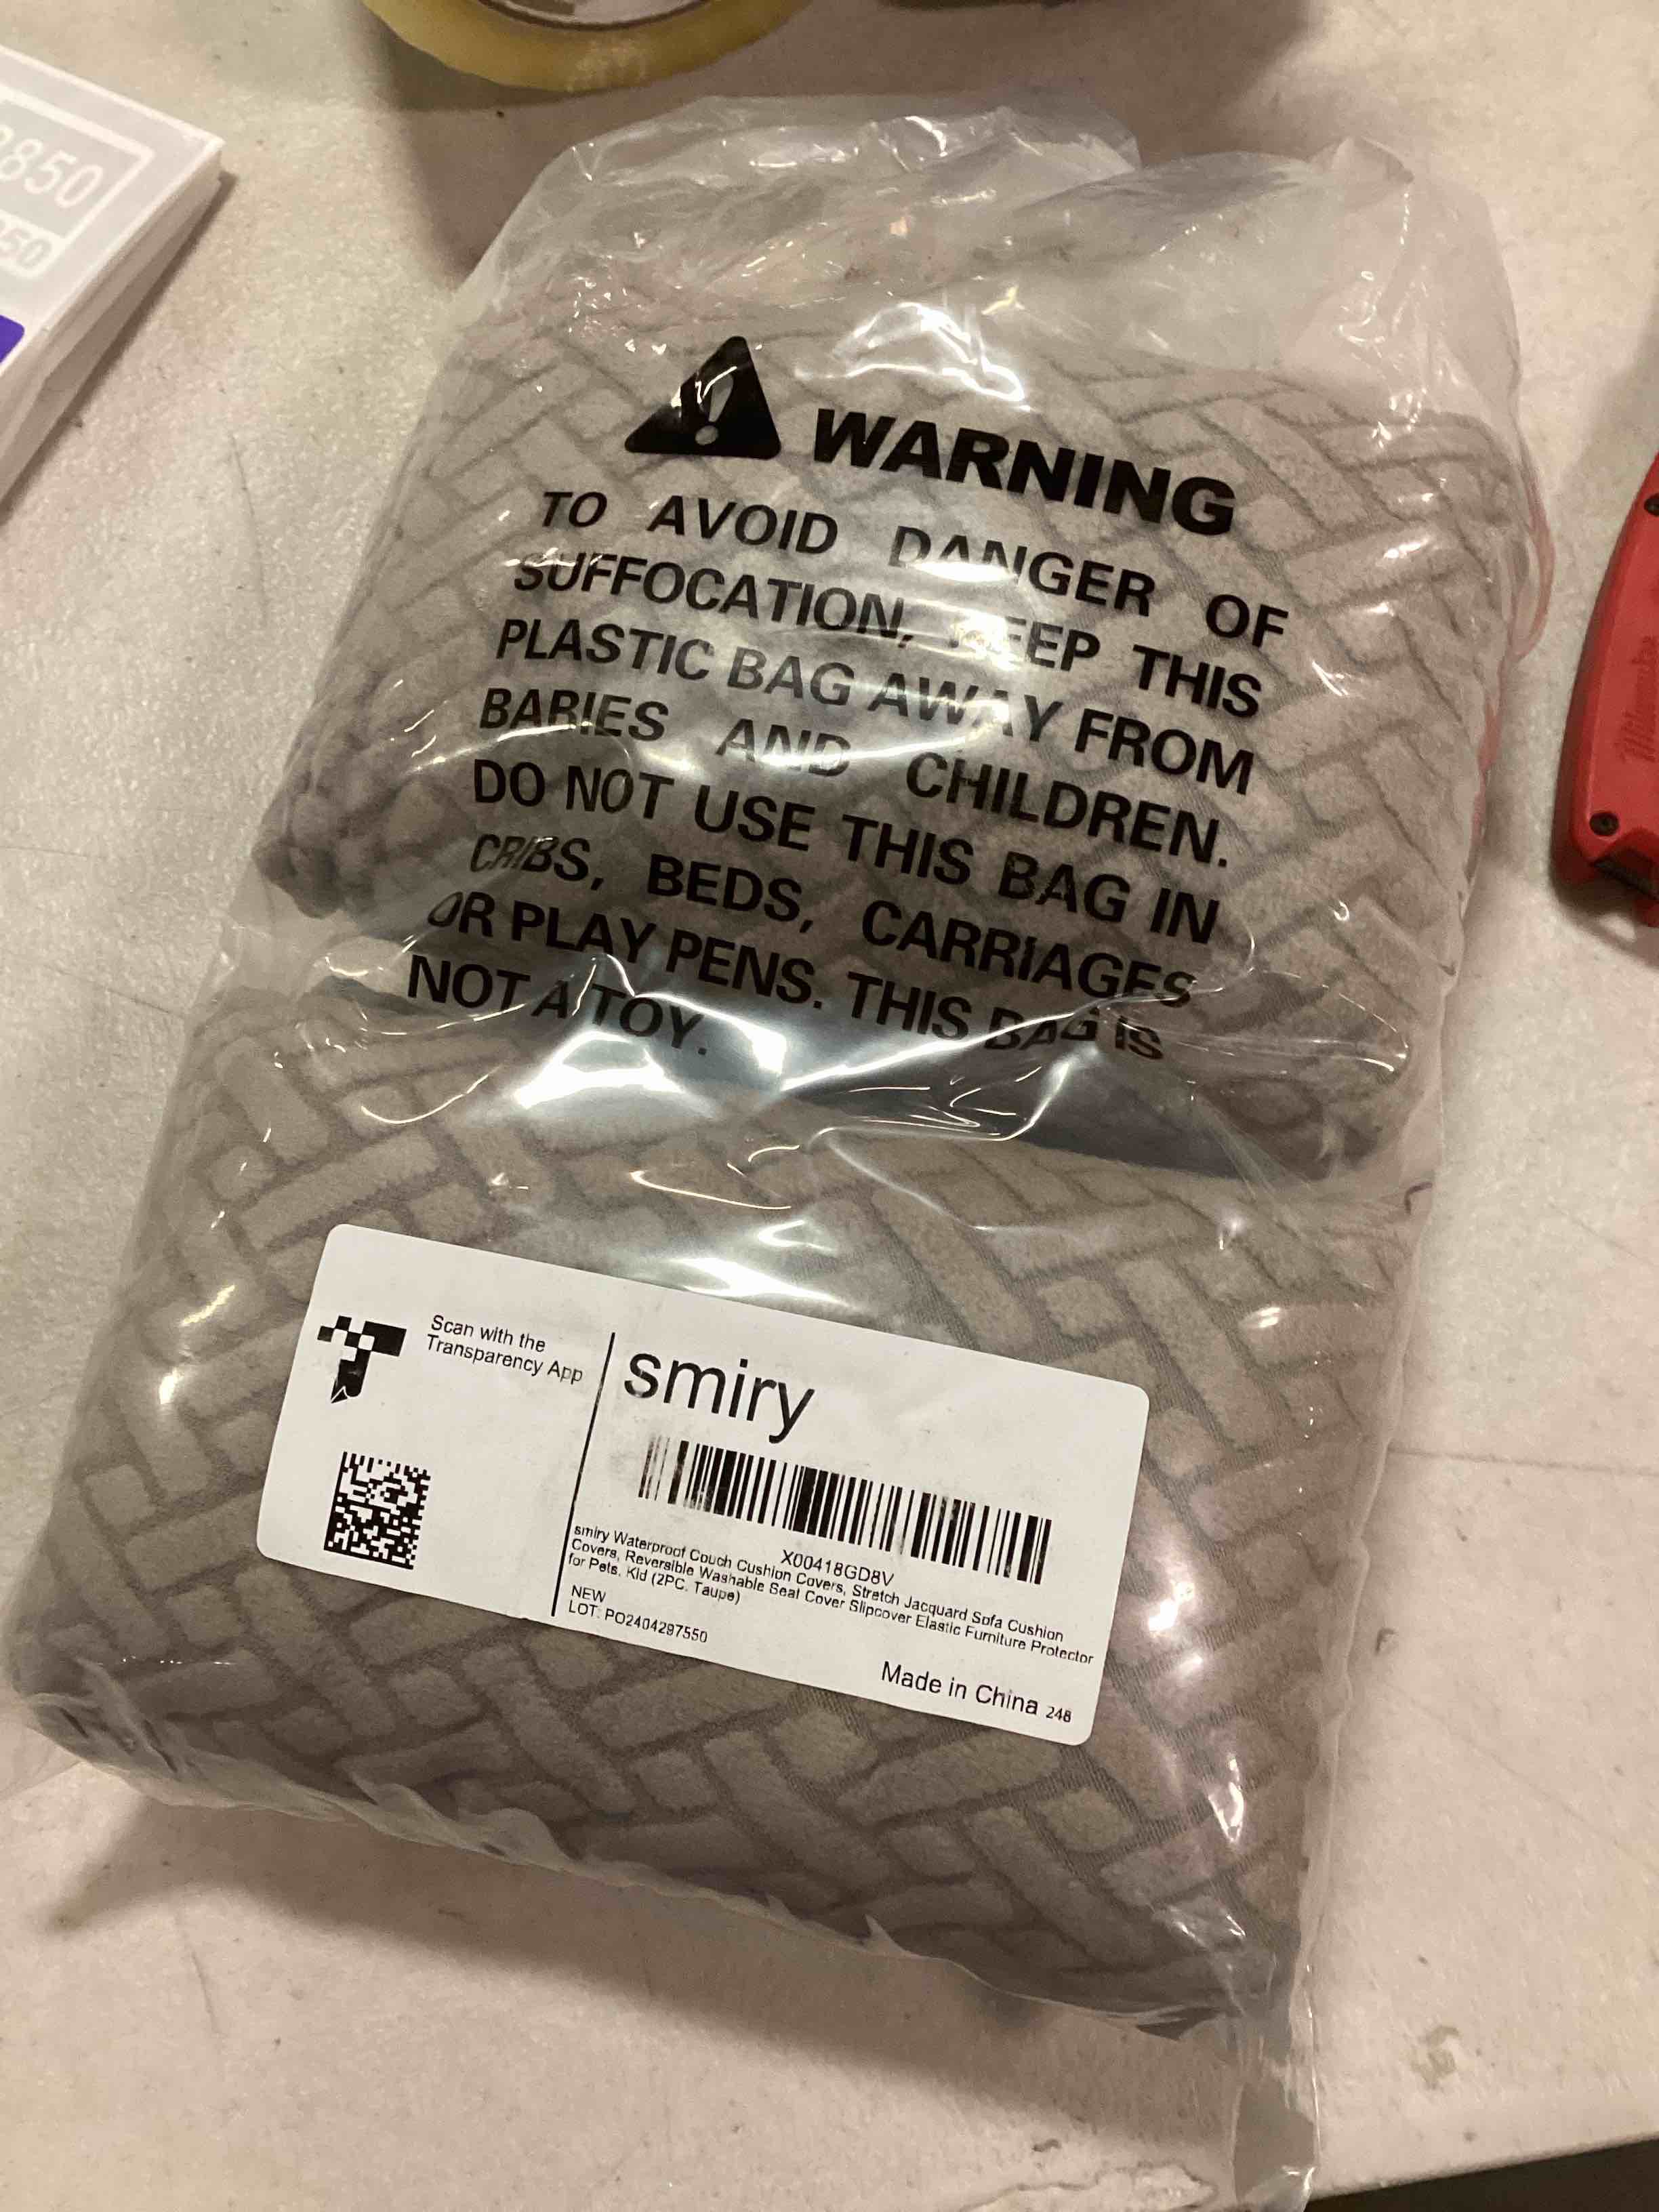 850
50
WARNING
TO AVOID DANGER OF
SUFFOCATION, KEEP THIS
PLASTIC BAG AWAY FROM
BABIES AND CHILDREN.
DO NOT USE THIS BAG IN
CRIBS, BEDS, CARRIAGES
OR PLAY PENS. THIS BAG IS
NOT A TOY.
Milwaukee
Scan with the
Transparency App
smiry
X00418GD8V
smiry Waterproof Couch Cushion Covers, Stretch Jacquard Sofa Cushion
Covers, Reversible Washable Seat Cover Slipcover Elastic Furniture Protector
for Pets, Kid (2PC, Taupe)
NEW
LOT: PO2404297550
Made in China 248